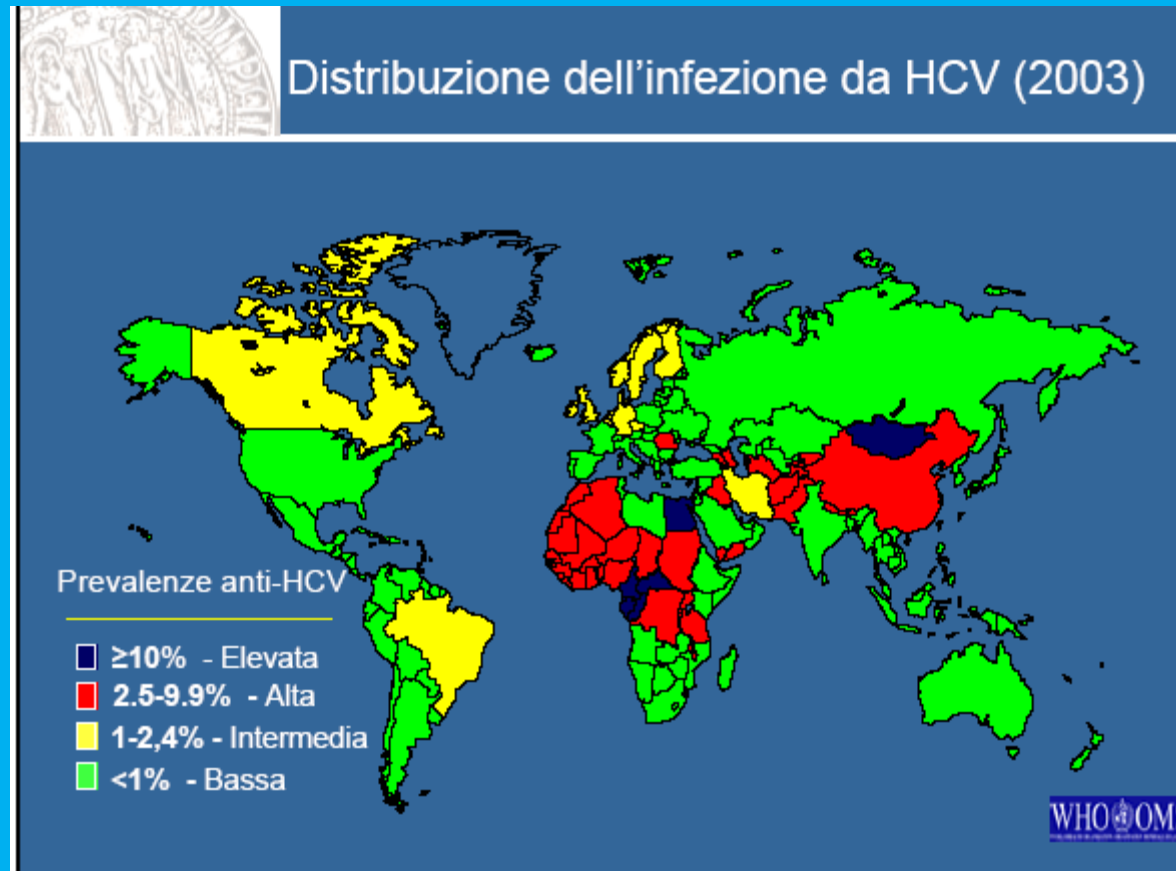 Distribuzione dell'infezione da HCV (2003)
Prevalenze anti-HCV
≥10% - Elevata
2.5-9.9% - Alta
1-2,4% - Intermedia
<1% - Bassa
WHO OM